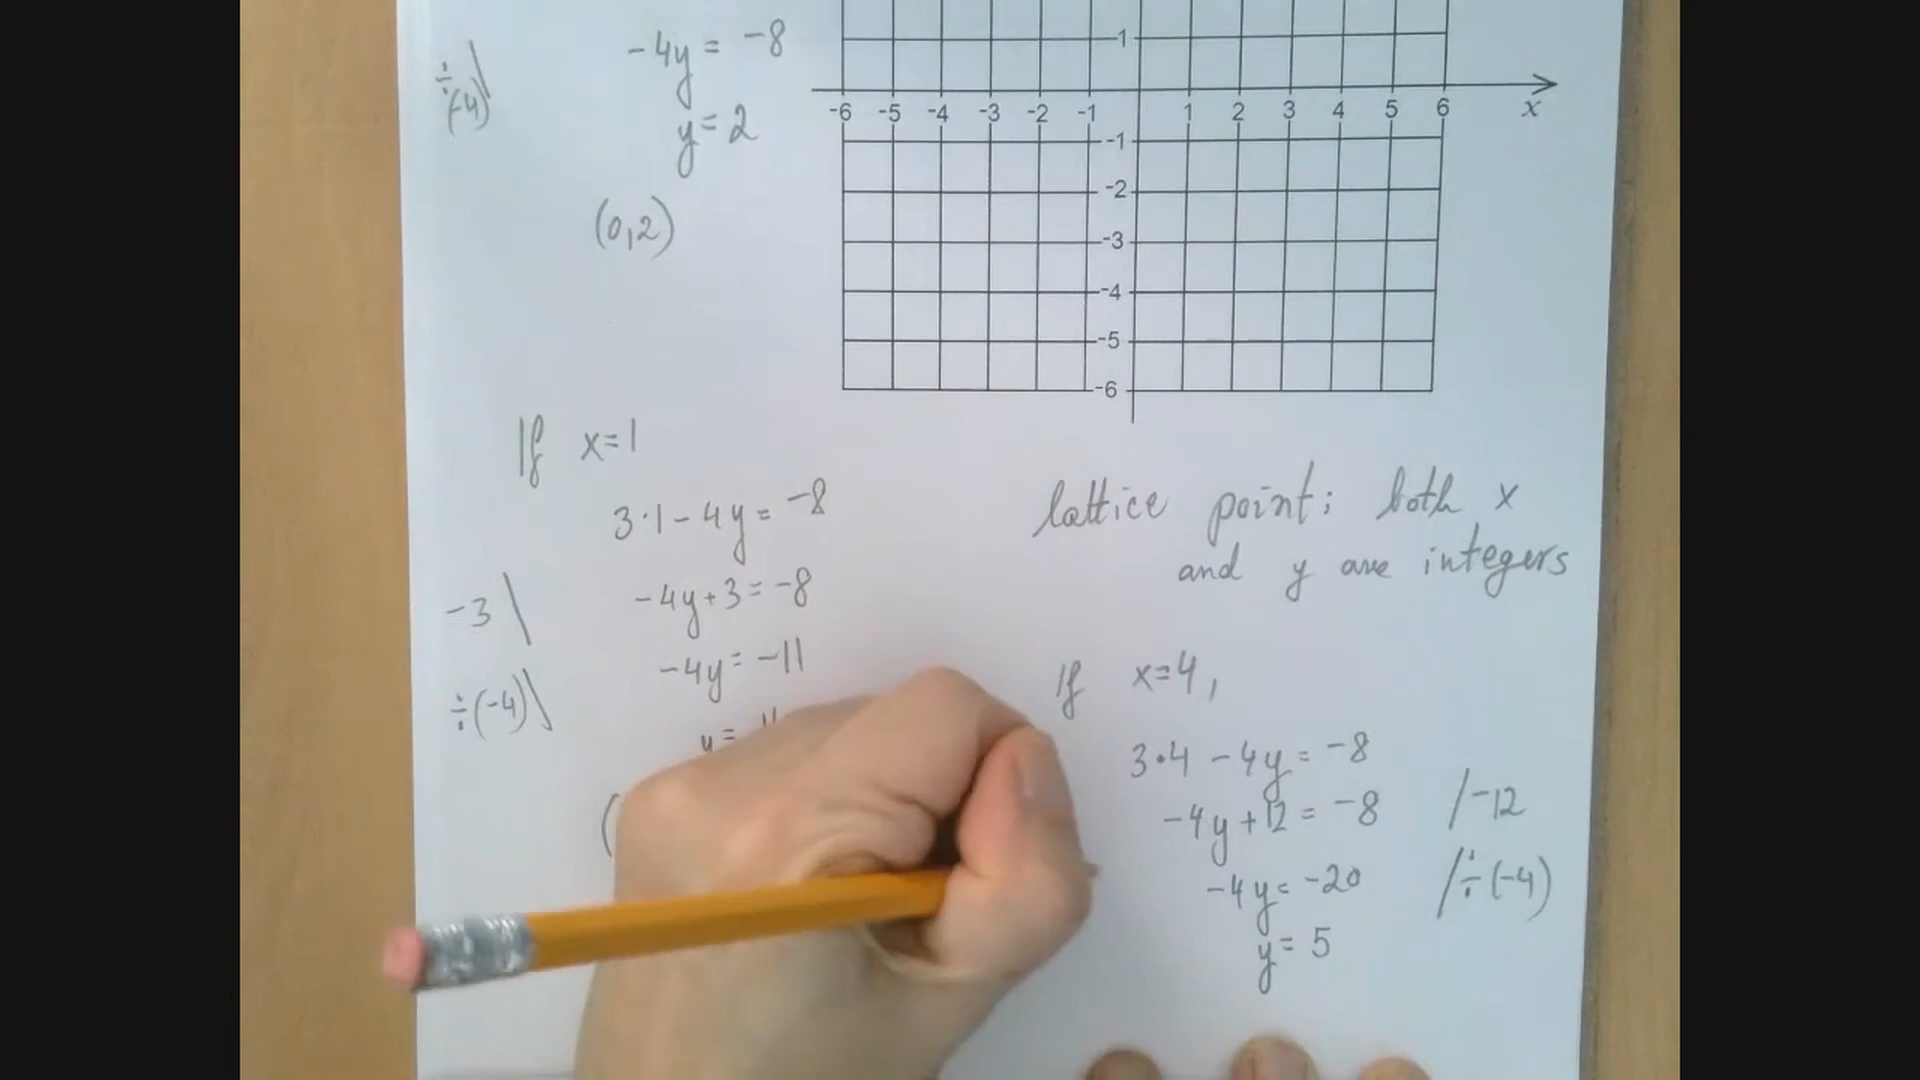 -4y = -8
÷(-4) \
y = 2
(0,2)
1
-6 -5 -4 -3 -2 -1 1 2 3 4 5 6 x
-1
-2
-3
-4
-5
-6
If x=1
3·1 - 4y = -8
-3 \ -4y+3 = -8
÷(-4) \ -4y = -11
y =
(
lattice point: both x
and y are integers
If x=4,
3·4 - 4y = -8
-4y+12 = -8 /-12
-4y = -20 /÷(-4)
y = 5